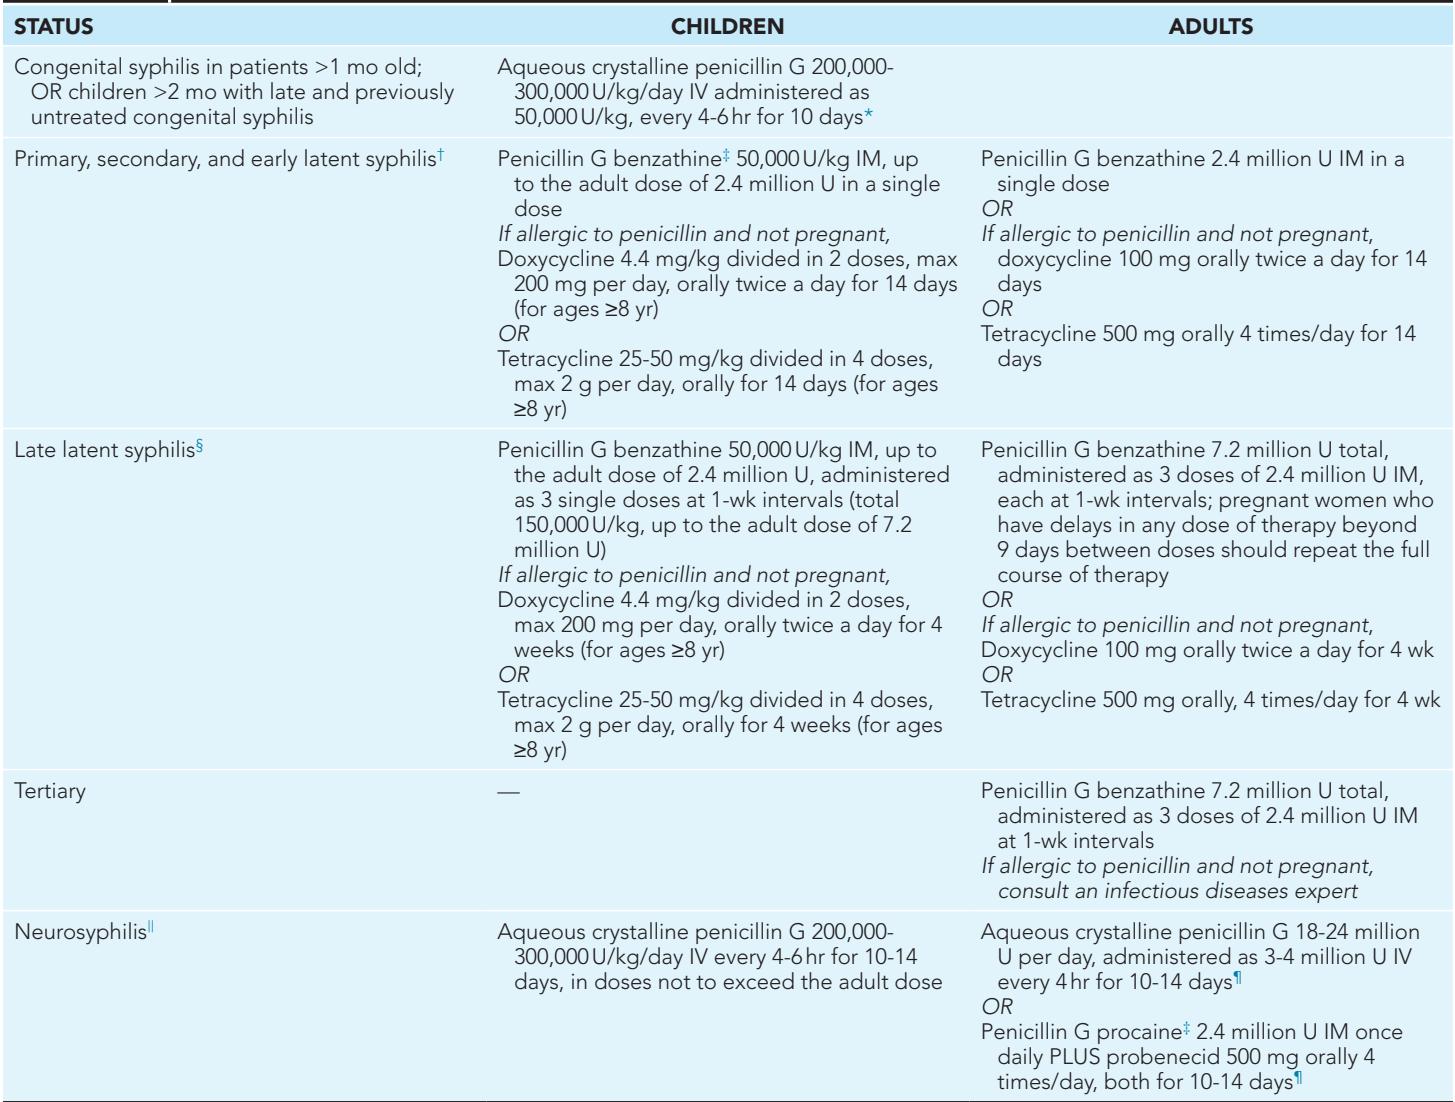 STATUS
CHILDREN
ADULTS
Congenital syphilis in patients >1 mo old;
OR children >2 mo with late and previously
untreated congenital syphilis
Aqueous crystalline penicillin G 200,000-
300,000 U/kg/day IV administered as
50,000 U/kg, every 4-6 hr for 10 days*
Primary, secondary, and early latent syphilis†
Penicillin G benzathine‡ 50,000 U/kg IM, up
to the adult dose of 2.4 million U in a single
dose
If allergic to penicillin and not pregnant,
Doxycycline 4.4 mg/kg divided in 2 doses, max
200 mg per day, orally twice a day for 14 days
(for ages ≥8 yr)
OR
Tetracycline 25-50 mg/kg divided in 4 doses,
max 2 g per day, orally for 14 days (for ages
≥8 yr)
Penicillin G benzathine 2.4 million U IM in a
single dose
OR
If allergic to penicillin and not pregnant,
doxycycline 100 mg orally twice a day for 14
days
OR
Tetracycline 500 mg orally 4 times/day for 14
days
Late latent syphilis§
Penicillin G benzathine 50,000 U/kg IM, up to
the adult dose of 2.4 million U, administered
as 3 single doses at 1-wk intervals (total
150,000 U/kg, up to the adult dose of 7.2
million U)
If allergic to penicillin and not pregnant,
Doxycycline 4.4 mg/kg divided in 2 doses,
max 200 mg per day, orally twice a day for 4
weeks (for ages ≥8 yr)
OR
Tetracycline 25-50 mg/kg divided in 4 doses,
max 2 g per day, orally for 4 weeks (for ages
≥8 yr)
Penicillin G benzathine 7.2 million U total,
administered as 3 doses of 2.4 million U IM,
each at 1-wk intervals; pregnant women who
have delays in any dose of therapy beyond
9 days between doses should repeat the full
course of therapy
OR
If allergic to penicillin and not pregnant,
Doxycycline 100 mg orally twice a day for 4 wk
OR
Tetracycline 500 mg orally, 4 times/day for 4 wk
Tertiary
—
Penicillin G benzathine 7.2 million U total,
administered as 3 doses of 2.4 million U IM
at 1-wk intervals
If allergic to penicillin and not pregnant,
consult an infectious diseases expert
Neurosyphilis‖
Aqueous crystalline penicillin G 200,000-
300,000 U/kg/day IV every 4-6 hr for 10-14
days, in doses not to exceed the adult dose
Aqueous crystalline penicillin G 18-24 million
U per day, administered as 3-4 million U IV
every 4 hr for 10-14 days¶
OR
Penicillin G procaine‡ 2.4 million U IM once
daily PLUS probenecid 500 mg orally 4
times/day, both for 10-14 days¶